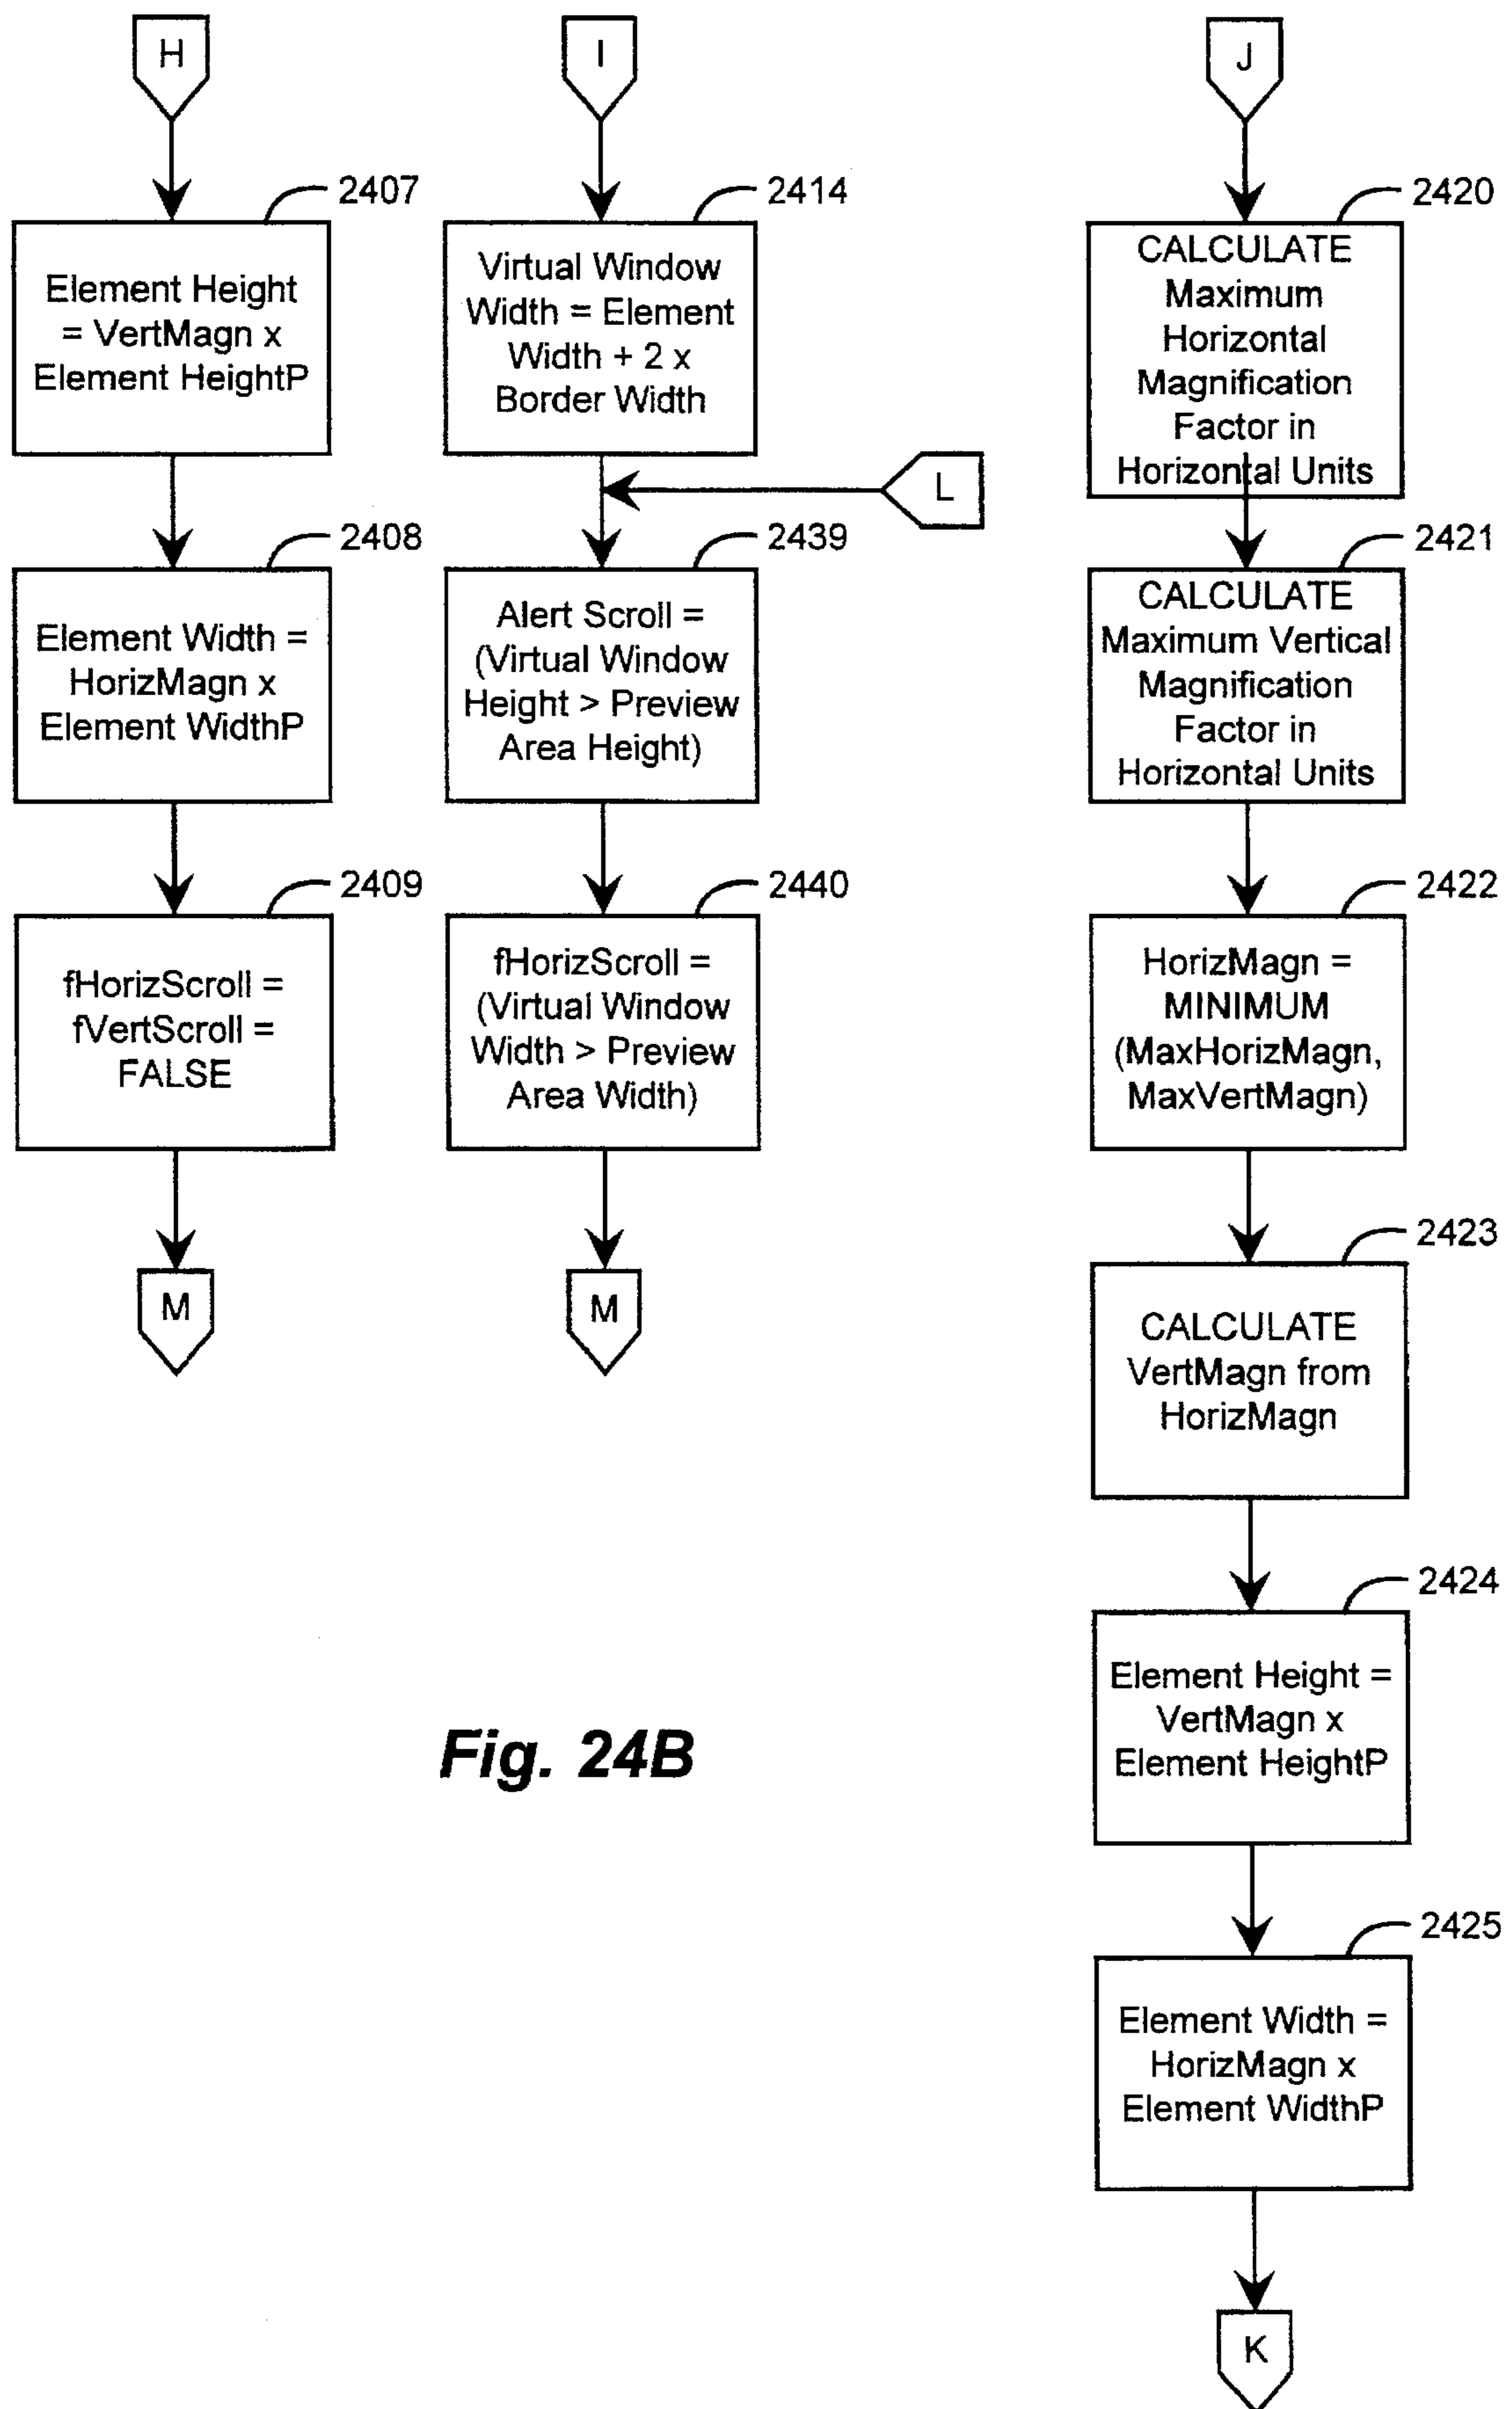 H
2407
Element Height
= VertMagn x
Element HeightP
2408
Element Width =
HorizMagn x
Element WidthP
2409
fHorizScroll =
fVertScroll =
FALSE
M
I
2414
Virtual Window
Width = Element
Width + 2 x
Border Width
L
2439
Alert Scroll =
(Virtual Window
Height > Preview
Area Height)
2440
fHorizScroll =
(Virtual Window
Width > Preview
Area Width)
M
J
2420
CALCULATE
Maximum
Horizontal
Magnification
Factor in
Horizontal Units
2421
CALCULATE
Maximum Vertical
Magnification
Factor in
Horizontal Units
2422
HorizMagn =
MINIMUM
(MaxHorizMagn,
MaxVertMagn)
2423
CALCULATE
VertMagn from
HorizMagn
2424
Element Height =
VertMagn x
Element HeightP
2425
Element Width =
HorizMagn x
Element WidthP
K
Fig. 24B